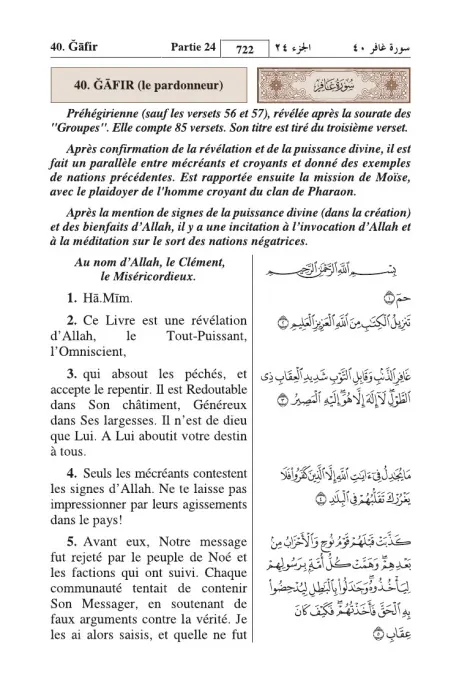 40. Ğāfir Partie 24 722 الجزء ٢٤ سورة غافر ٤٠
40. ĞĀFIR (le pardonneur) سُورَةُ غَافِرٍ
Préhégirienne (sauf les versets 56 et 57), révélée après la sourate des
"Groupes". Elle compte 85 versets. Son titre est tiré du troisième verset.
Après confirmation de la révélation et de la puissance divine, il est
fait un parallèle entre mécréants et croyants et donné des exemples
de nations précédentes. Est rapportée ensuite la mission de Moïse,
avec le plaidoyer de l'homme croyant du clan de Pharaon.
Après la mention de signes de la puissance divine (dans la création)
et des bienfaits d'Allah, il y a une incitation à l'invocation d'Allah et
à la méditation sur le sort des nations négatrices.
Au nom d'Allah, le Clément,
le Miséricordieux.
1. Hā.Mīm.
2. Ce Livre est une révélation
d'Allah, le Tout-Puissant,
l'Omniscient,
3. qui absout les péchés, et
accepte le repentir. Il est Redoutable
dans Son châtiment, Généreux
dans Ses largesses. Il n'est de dieu
que Lui. A Lui aboutit votre destin
à tous.
4. Seuls les mécréants contestent
les signes d'Allah. Ne te laisse pas
impressionner par leurs agissements
dans le pays!
5. Avant eux, Notre message
fut rejeté par le peuple de Noé et
les factions qui ont suivi. Chaque
communauté tentait de contenir
Son Messager, en soutenant de
faux arguments contre la vérité. Je
les ai alors saisis, et quelle ne fut
بِسْمِ ٱللَّهِ ٱلرَّحْمَٰنِ ٱلرَّحِيمِ
حمٓ ١
تَنزِيلُ ٱلْكِتَٰبِ مِنَ ٱللَّهِ ٱلْعَزِيزِ ٱلْعَلِيمِ ٢
غَافِرِ ٱلذَّنۢبِ وَقَابِلِ ٱلتَّوْبِ شَدِيدِ ٱلْعِقَابِ ذِى
ٱلطَّوْلِ لَآ إِلَٰهَ إِلَّا هُوَ إِلَيْهِ ٱلْمَصِيرُ ٣
مَا يُجَٰدِلُ فِىٓ ءَايَٰتِ ٱللَّهِ إِلَّا ٱلَّذِينَ كَفَرُوا۟ فَلَا
يَغْرُرْكَ تَقَلُّبُهُمْ فِى ٱلْبِلَٰدِ ٤
كَذَّبَتْ قَبْلَهُمْ قَوْمُ نُوحٍ وَٱلْأَحْزَابُ مِنۢ
بَعْدِهِمْ وَهَمَّتْ كُلُّ أُمَّةٍۭ بِرَسُولِهِمْ
لِيَأْخُذُوهُ وَجَٰدَلُوا۟ بِٱلْبَٰطِلِ لِيُدْحِضُوا۟
بِهِ ٱلْحَقَّ فَأَخَذْتُهُمْ فَكَيْفَ كَانَ
عِقَابِ ٥